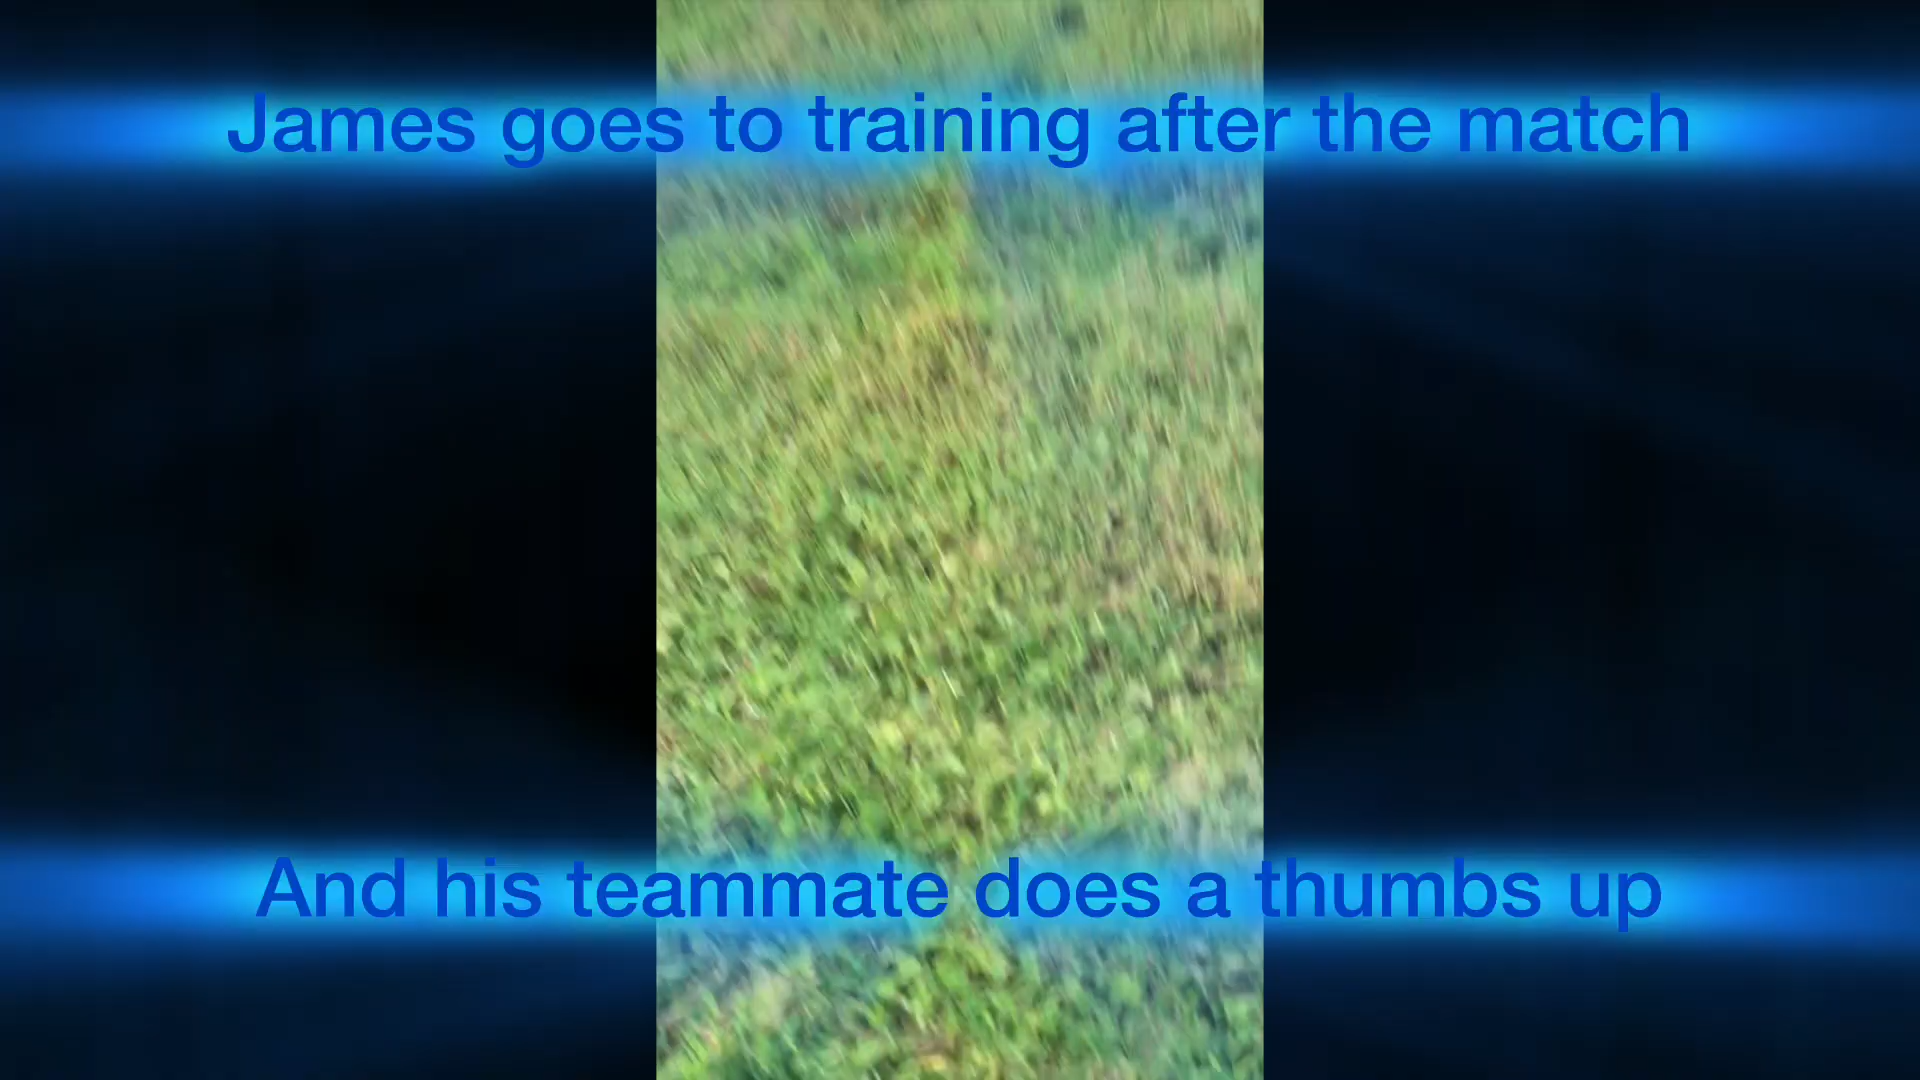 James goes to training after the match
And his teammate does a thumbs up